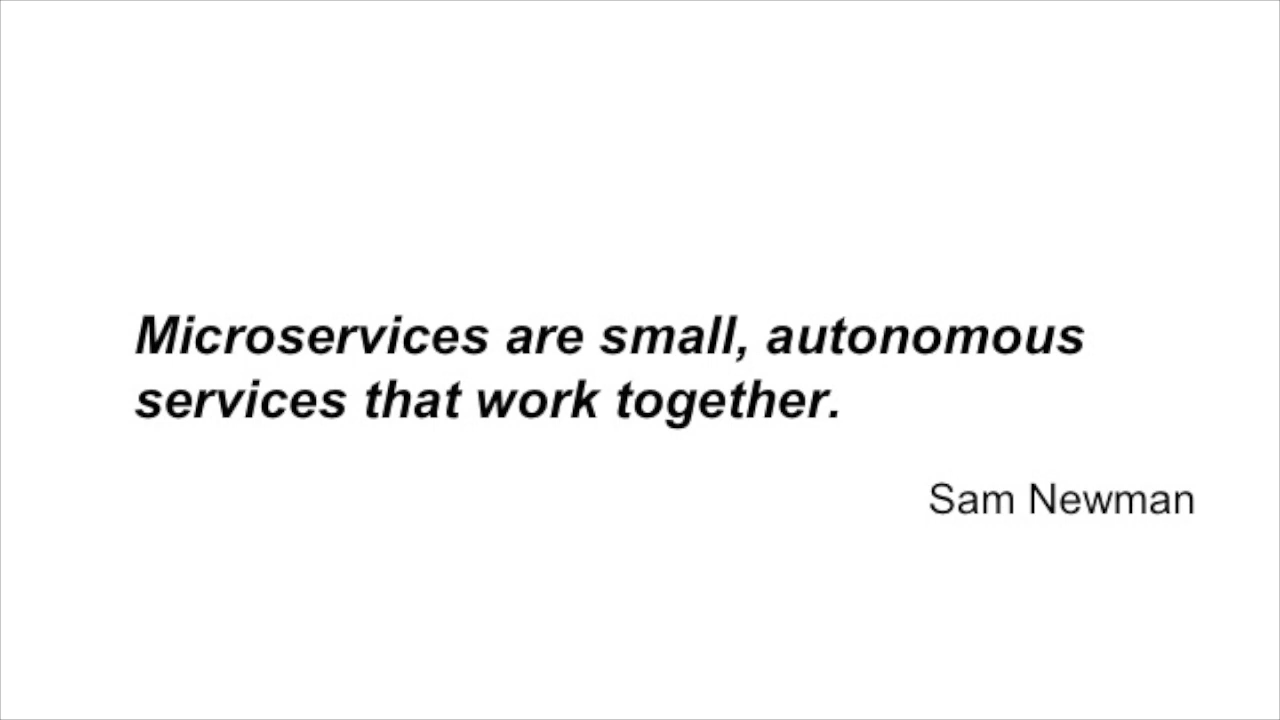 Microservices are small, autonomous
services that work together.
Sam Newman